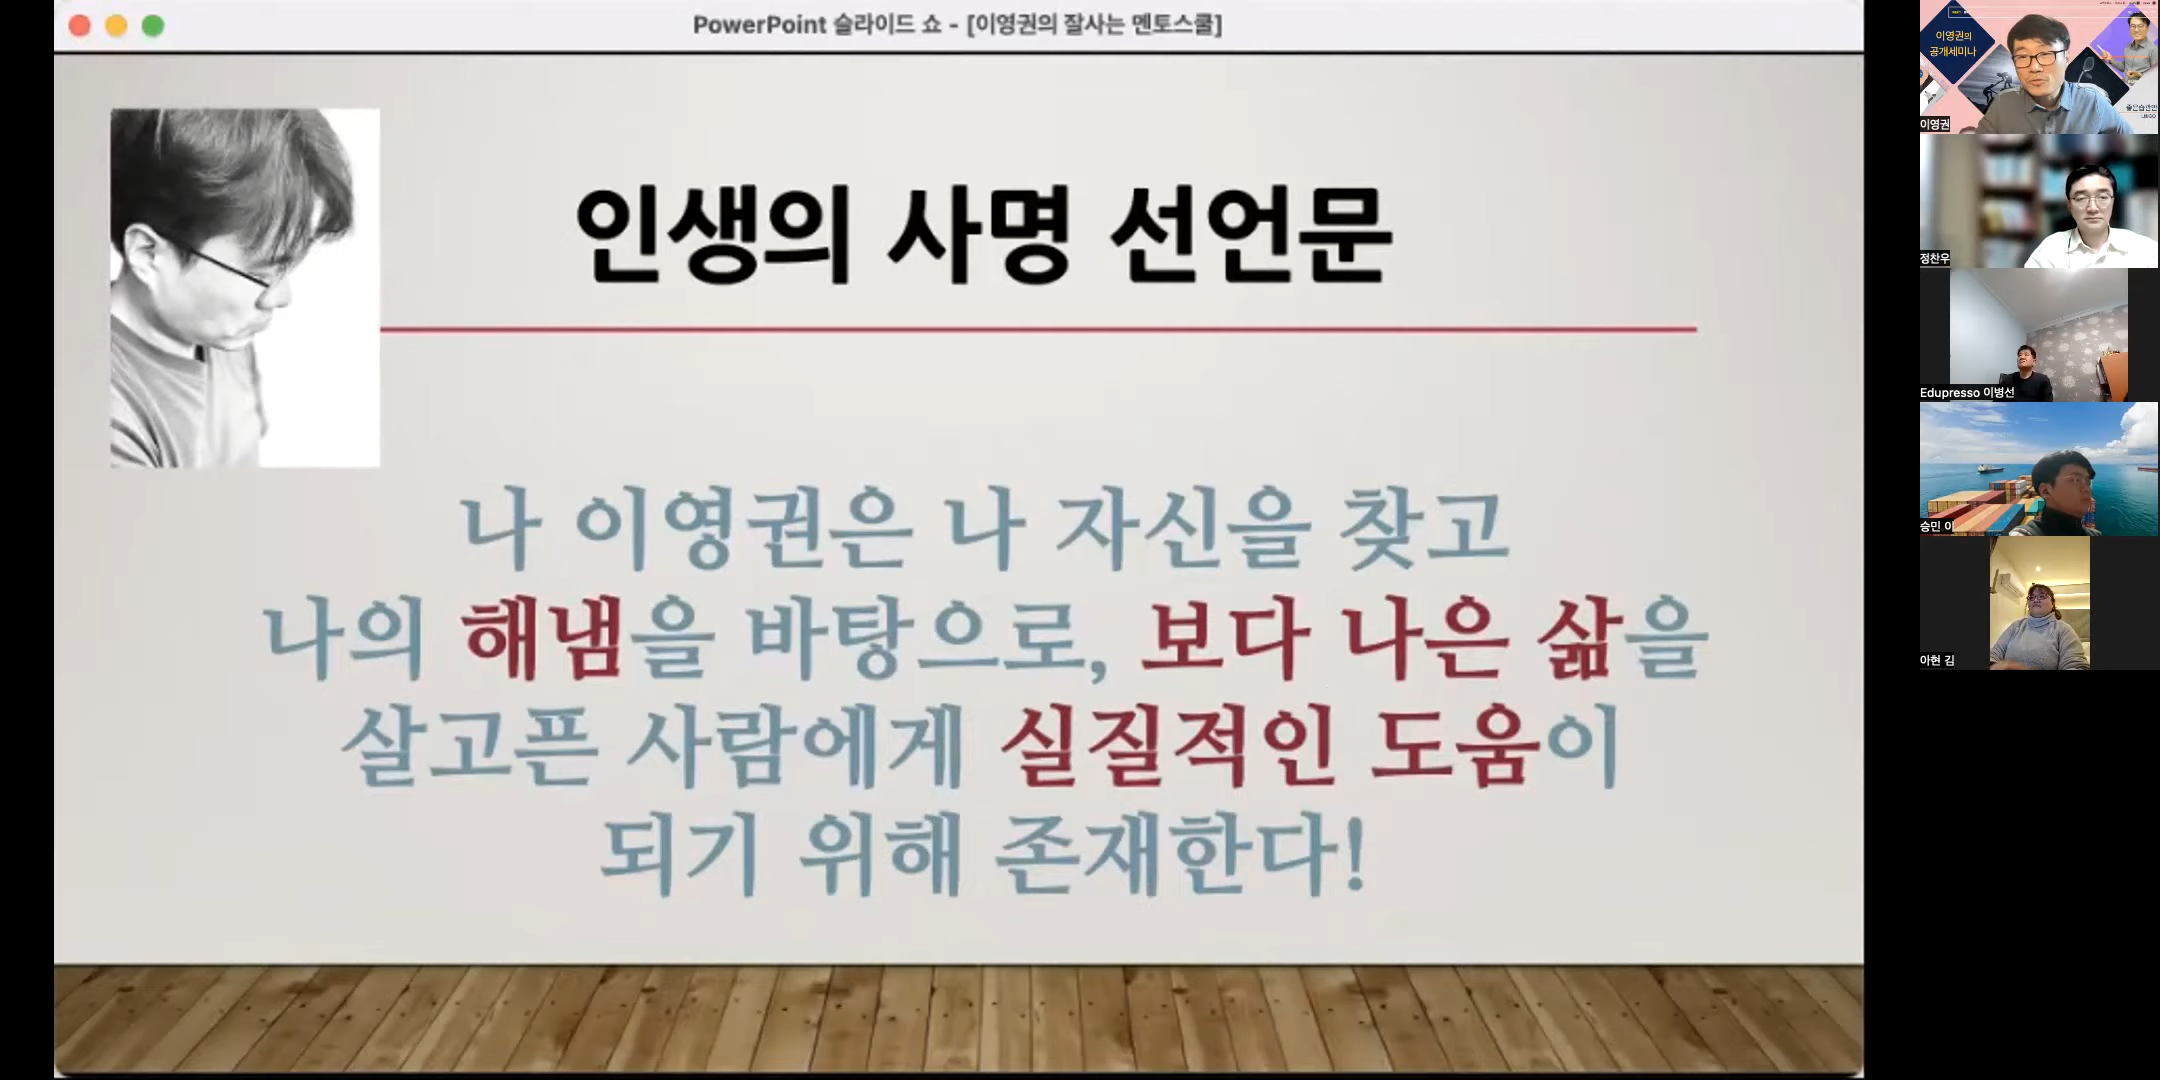 PowerPoint 슬라이드 쇼 - [이영권의 잘사는 멘토스쿨]
인생의 사명 선언문
나 이영권은 나 자신을 찾고
나의 해냄을 바탕으로, 보다 나은 삶을
살고픈 사람에게 실질적인 도움이
되기 위해 존재한다!
이영권의
공개세미나
좋은습관만
이영권
정찬우
Edupresso 이병선
승민 이
아현 김